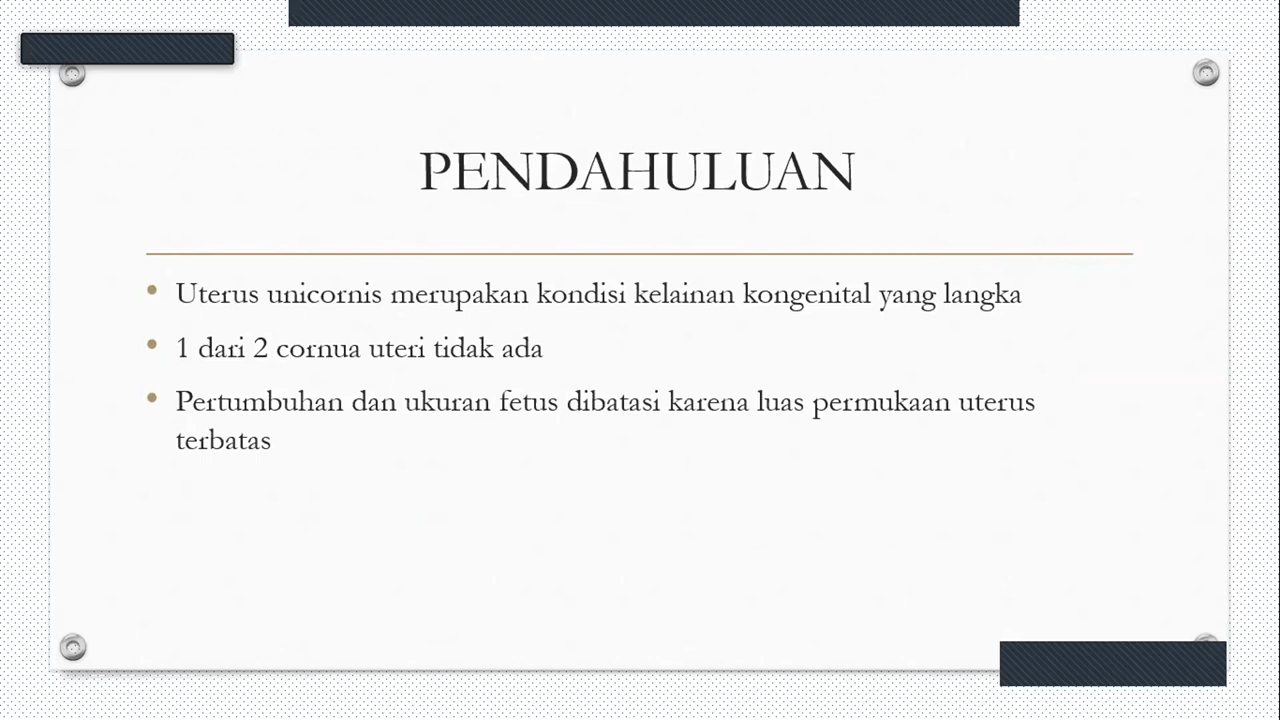 PENDAHULUAN
• Uterus unicornis merupakan kondisi kelainan kongenital yang langka
• 1 dari 2 cornua uteri tidak ada
• Pertumbuhan dan ukuran fetus dibatasi karena luas permukaan uterus
terbatas